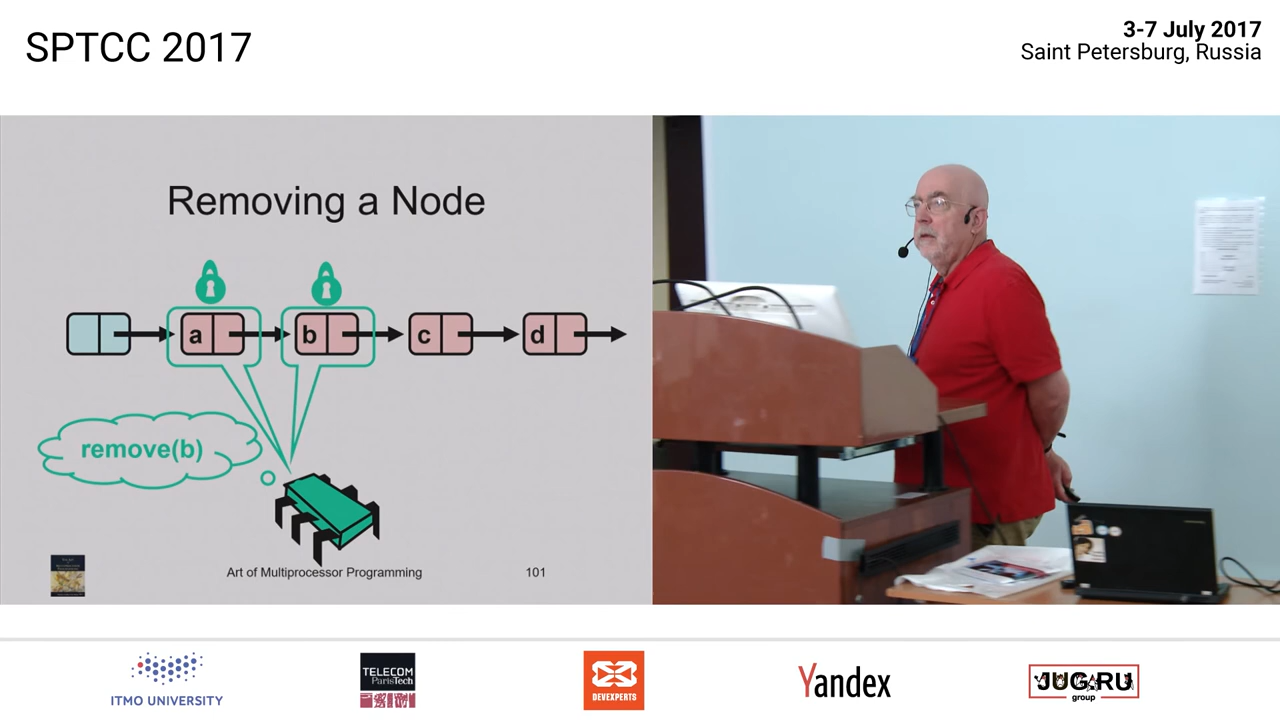 SPTCC 2017
3-7 July 2017
Saint Petersburg, Russia
Removing a Node
a
b
c
d
remove(b)
Art of Multiprocessor Programming
101
ITMO UNIVERSITY
TELECOM
ParisTech
DEVEXPERTS
Yandex
JUG.RU
group